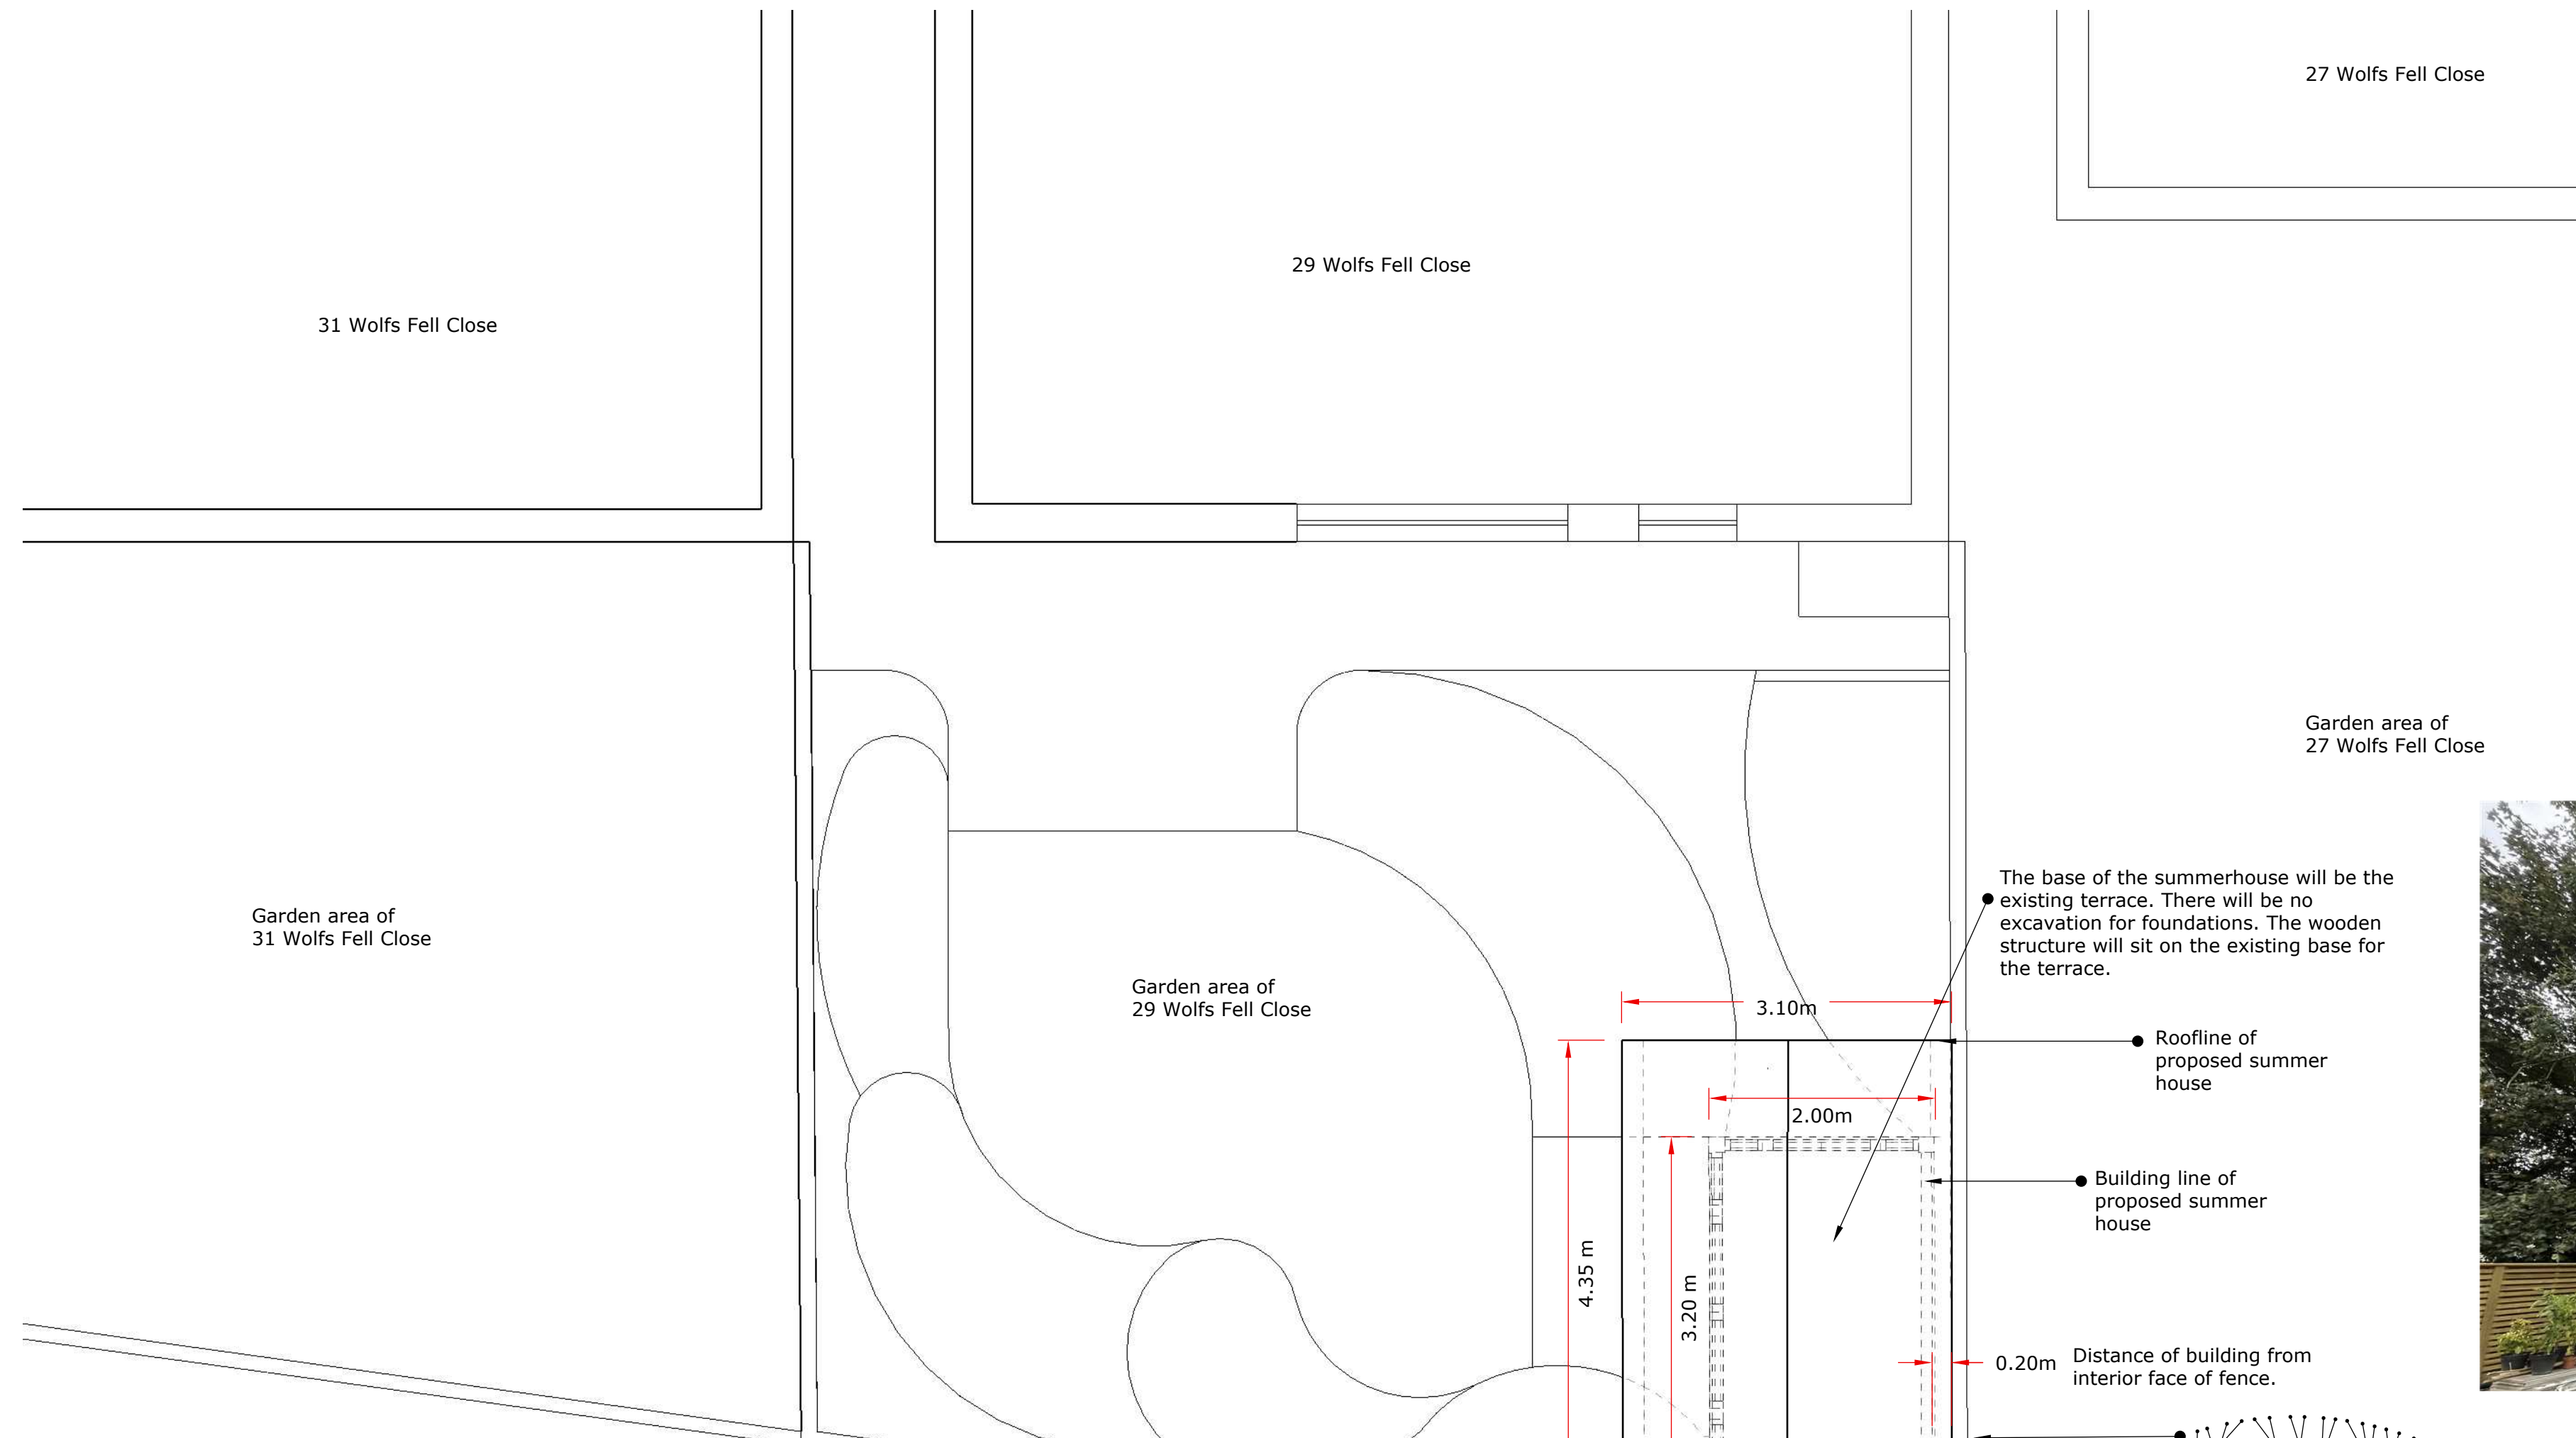 27 Wolfs Fell Close
29 Wolfs Fell Close
31 Wolfs Fell Close
Garden area of
27 Wolfs Fell Close
The base of the summerhouse will be the
existing terrace. There will be no
excavation for foundations. The wooden
structure will sit on the existing base for
the terrace.
Garden area of
31 Wolfs Fell Close
Garden area of
29 Wolfs Fell Close
3.10m
Roofline of
proposed summer
house
2.00m
Building line of
proposed summer
house
4.35 m
3.20 m
0.20m
Distance of building from
interior face of fence.